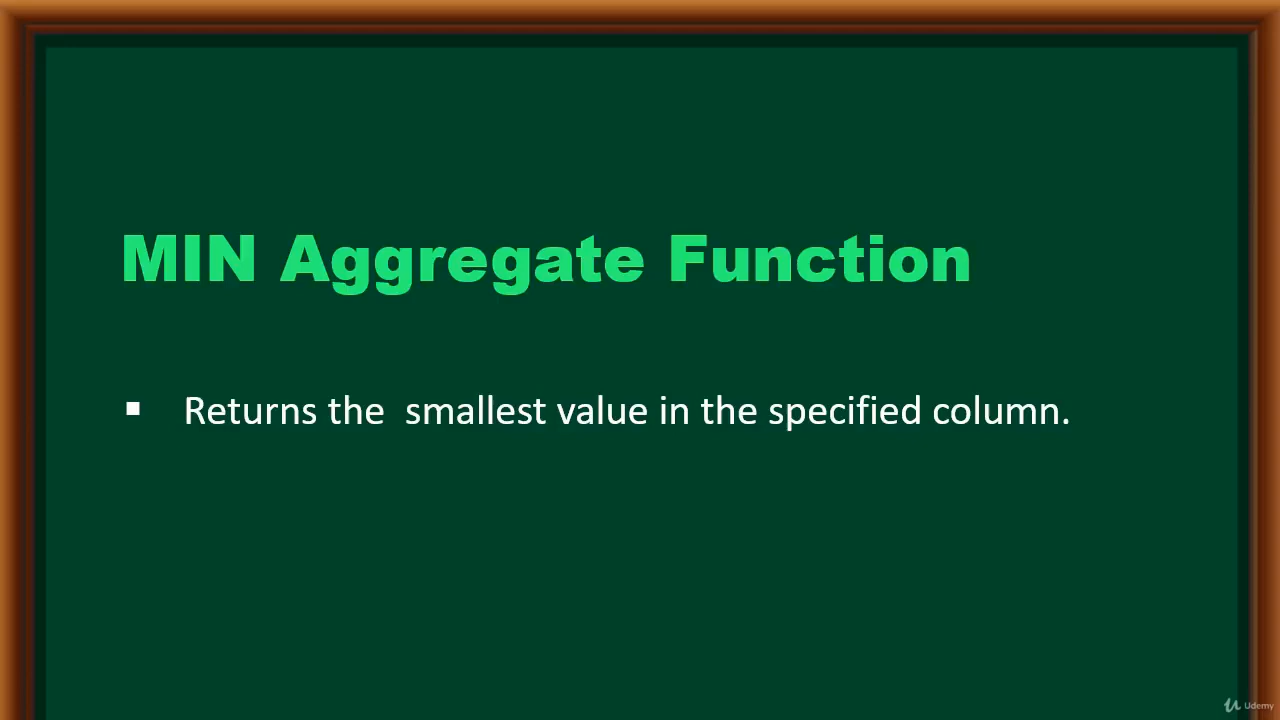 MIN Aggregate Function
▪ Returns the  smallest value in the specified column.
Udemy